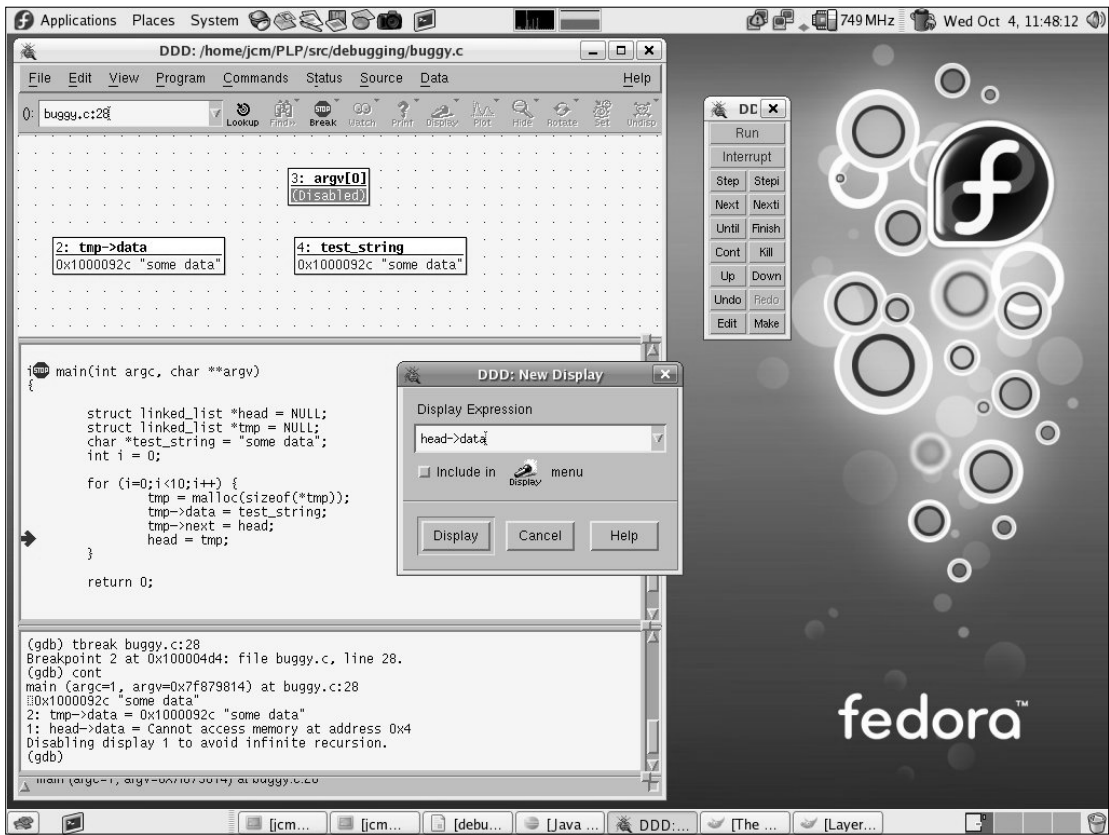 Applications Places System 749 MHz Wed Oct 4, 11:48:12
DDD: /home/jcm/PLP/src/debugging/buggy.c
File Edit View Program Commands Status Source Data Help
(): buggy.c:28 Lookup Find» Break Watch Print Display Plot Hide Rotate Set Undisp
3: argv[0]
(Disabled)
2: tmp->data
0x1000092c "some data"
4: test_string
0x1000092c "some data"
DD
Run
Interrupt
Step Stepi
Next Nexti
Until Finish
Cont Kill
Up Down
Undo Redo
Edit Make
main(int argc, char **argv)
{
struct linked_list *head = NULL;
struct linked_list *tmp = NULL;
char *test_string = "some data";
int i = 0;
for (i=0;i<10;i++) {
tmp = malloc(sizeof(*tmp));
tmp->data = test_string;
tmp->next = head;
head = tmp;
}
return 0;
DDD: New Display
Display Expression
head->data
Include in Display menu
Display Cancel Help
(gdb) tbreak buggy.c:28
Breakpoint 2 at 0x100004d4: file buggy.c, line 28.
(gdb) cont
main (argc=1, argv=0x7f879814) at buggy.c:28
0x1000092c "some data"
2: tmp->data = 0x1000092c "some data"
1: head->data = Cannot access memory at address 0x4
Disabling display 1 to avoid infinite recursion.
(gdb)
fedora™
[jcm... [jcm... [debu... [Java ... DDD:... [The ... [Layer...